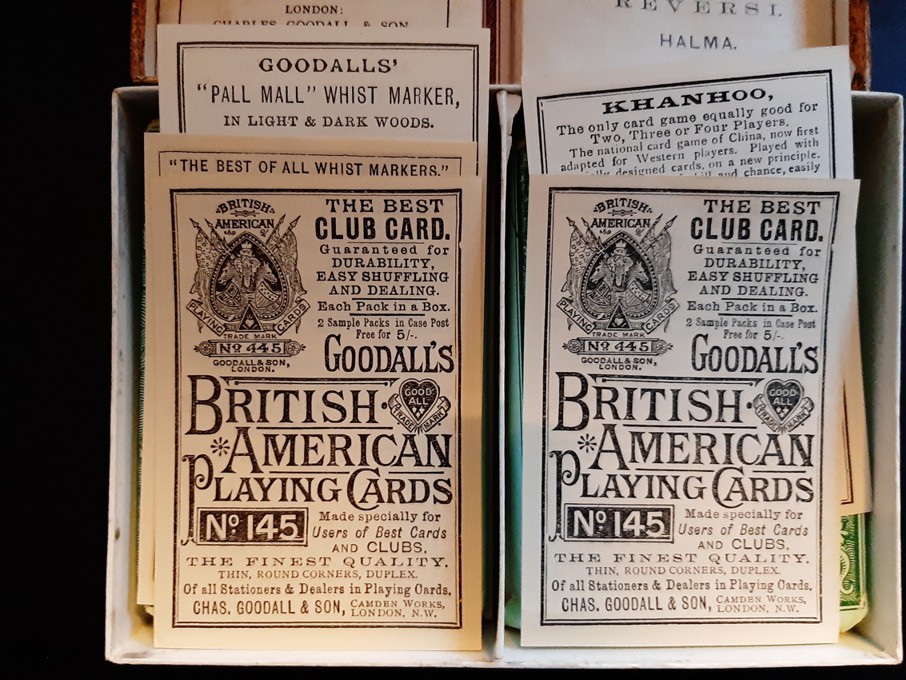 LONDON:
CHARLES GOODALL & SON
GOODALLS'
"PALL MALL" WHIST MARKER,
IN LIGHT & DARK WOODS.
"THE BEST OF ALL WHIST MARKERS."
BRITISH
AMERICAN
PLAYING CARDS
TRADE MARK
No 445
GOODALL & SON,
LONDON.
THE BEST
CLUB CARD.
Guaranteed for
DURABILITY,
EASY SHUFFLING
AND DEALING.
Each Pack in a Box.
2 Sample Packs in Case Post
Free for 5/-.
GOODALL'S
BRITISH
GOOD
ALL
TRADE MARK
*AMERICAN
PLAYING CARDS
No 145
Made specially for
Users of Best Cards
AND CLUBS.
THE FINEST QUALITY.
THIN, ROUND CORNERS, DUPLEX.
Of all Stationers & Dealers in Playing Cards.
CHAS. GOODALL & SON, CAMDEN WORKS,
LONDON, N.W.
REVERSI.
HALMA.
KHANHOO,
The only card game equally good for
Two, Three or Four Players.
The national card game of China, now first
adapted for Western players. Played with
designed cards, on a new principle.
and chance, easily
BRITISH
AMERICAN
PLAYING CARDS
TRADE MARK
No 445
GOODALL & SON,
LONDON.
THE BEST
CLUB CARD.
Guaranteed for
DURABILITY,
EASY SHUFFLING
AND DEALING.
Each Pack in a Box.
2 Sample Packs in Case Post
Free for 5/-.
GOODALL'S
BRITISH
GOOD
ALL
TRADE MARK
*AMERICAN
PLAYING CARDS
No 145
Made specially for
Users of Best Cards
AND CLUBS.
THE FINEST QUALITY.
THIN, ROUND CORNERS, DUPLEX.
Of all Stationers & Dealers in Playing Cards.
CHAS. GOODALL & SON, CAMDEN WORKS,
LONDON, N.W.